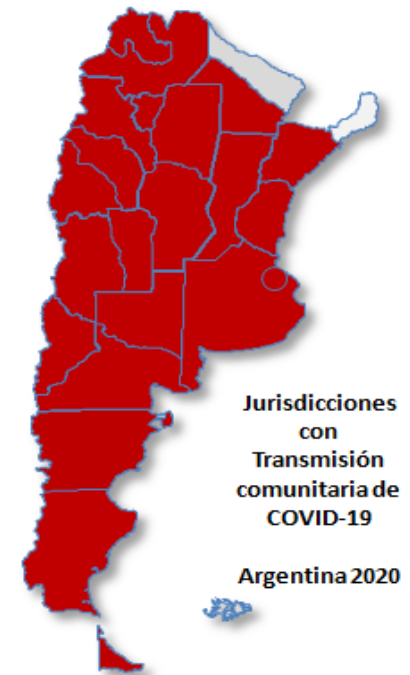 Jurisdicciones
con
Transmisión
comunitaria de
COVID-19
Argentina 2020